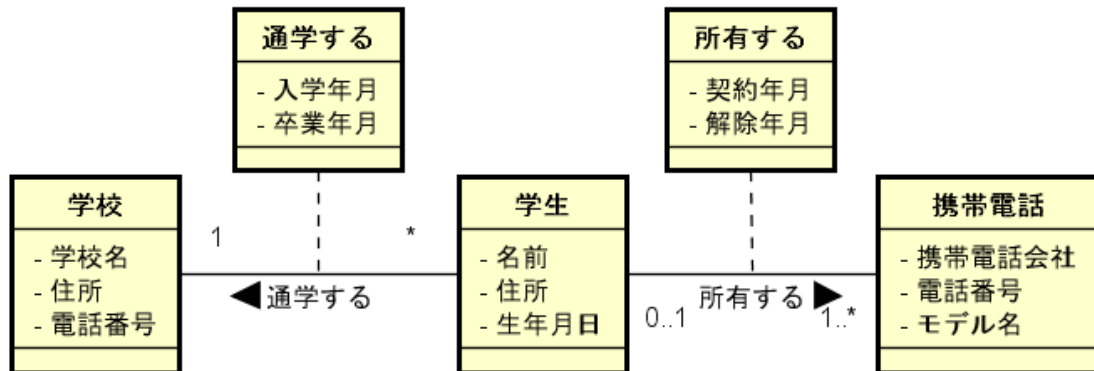 通学する
- 入学年月
- 卒業年月
所有する
- 契約年月
- 解除年月
学校
- 学校名
- 住所
- 電話番号
1
*
◀通学する
学生
- 名前
- 住所
- 生年月日
所有する▶
0..1
1..*
携帯電話
- 携帯電話会社
- 電話番号
- モデル名